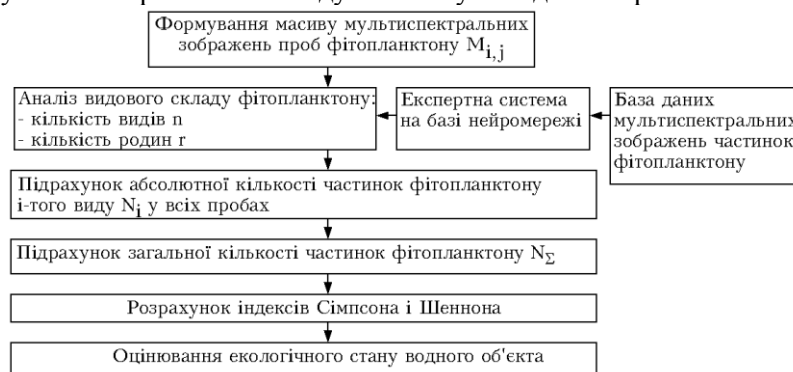 Формування масиву мультиспектральних
зображень проб фітопланктону M_{i,j}
Аналіз видового складу фітопланктону:
- кількість видів n
- кількість родин r
Експертна система
на базі нейромережі
База даних
мультиспектральних
зображень частинок
фітопланктону
Підрахунок абсолютної кількості частинок фітопланктону
і-того виду N_i у всіх пробах
Підрахунок загальної кількості частинок фітопланктону N_Σ
Розрахунок індексів Сімпсона і Шеннона
Оцінювання екологічного стану водного об'єкта